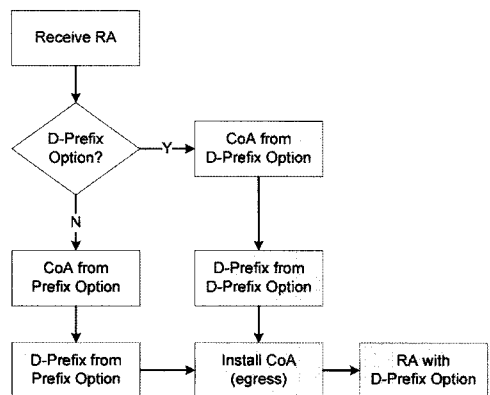 Receive RA
D-Prefix
Option?
Y
CoA from
D-Prefix Option
N
CoA from
Prefix Option
D-Prefix from
D-Prefix Option
D-Prefix from
Prefix Option
Install CoA
(egress)
RA with
D-Prefix Option